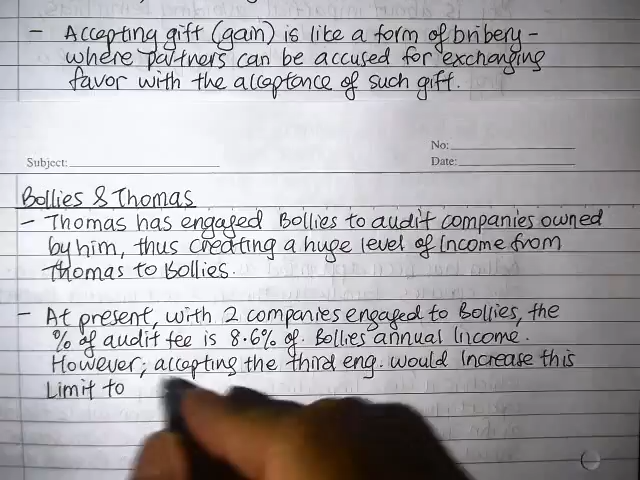 - Accepting gift (gain) is like a form of bribery -
where partners can be accused for exchanging
favor with the acceptance of such gift.
No:
Subject:
Date:
Bollies & Thomas
- Thomas has engaged Bollies to audit companies owned
by him, thus creating a huge level of Income from
Thomas to Bollies.
- At present, with 2 companies engaged to Bollies, the
% of audit fee is 8.6% of. Bollies annual Income.
However; accepting the third eng. would increase this
Limit to